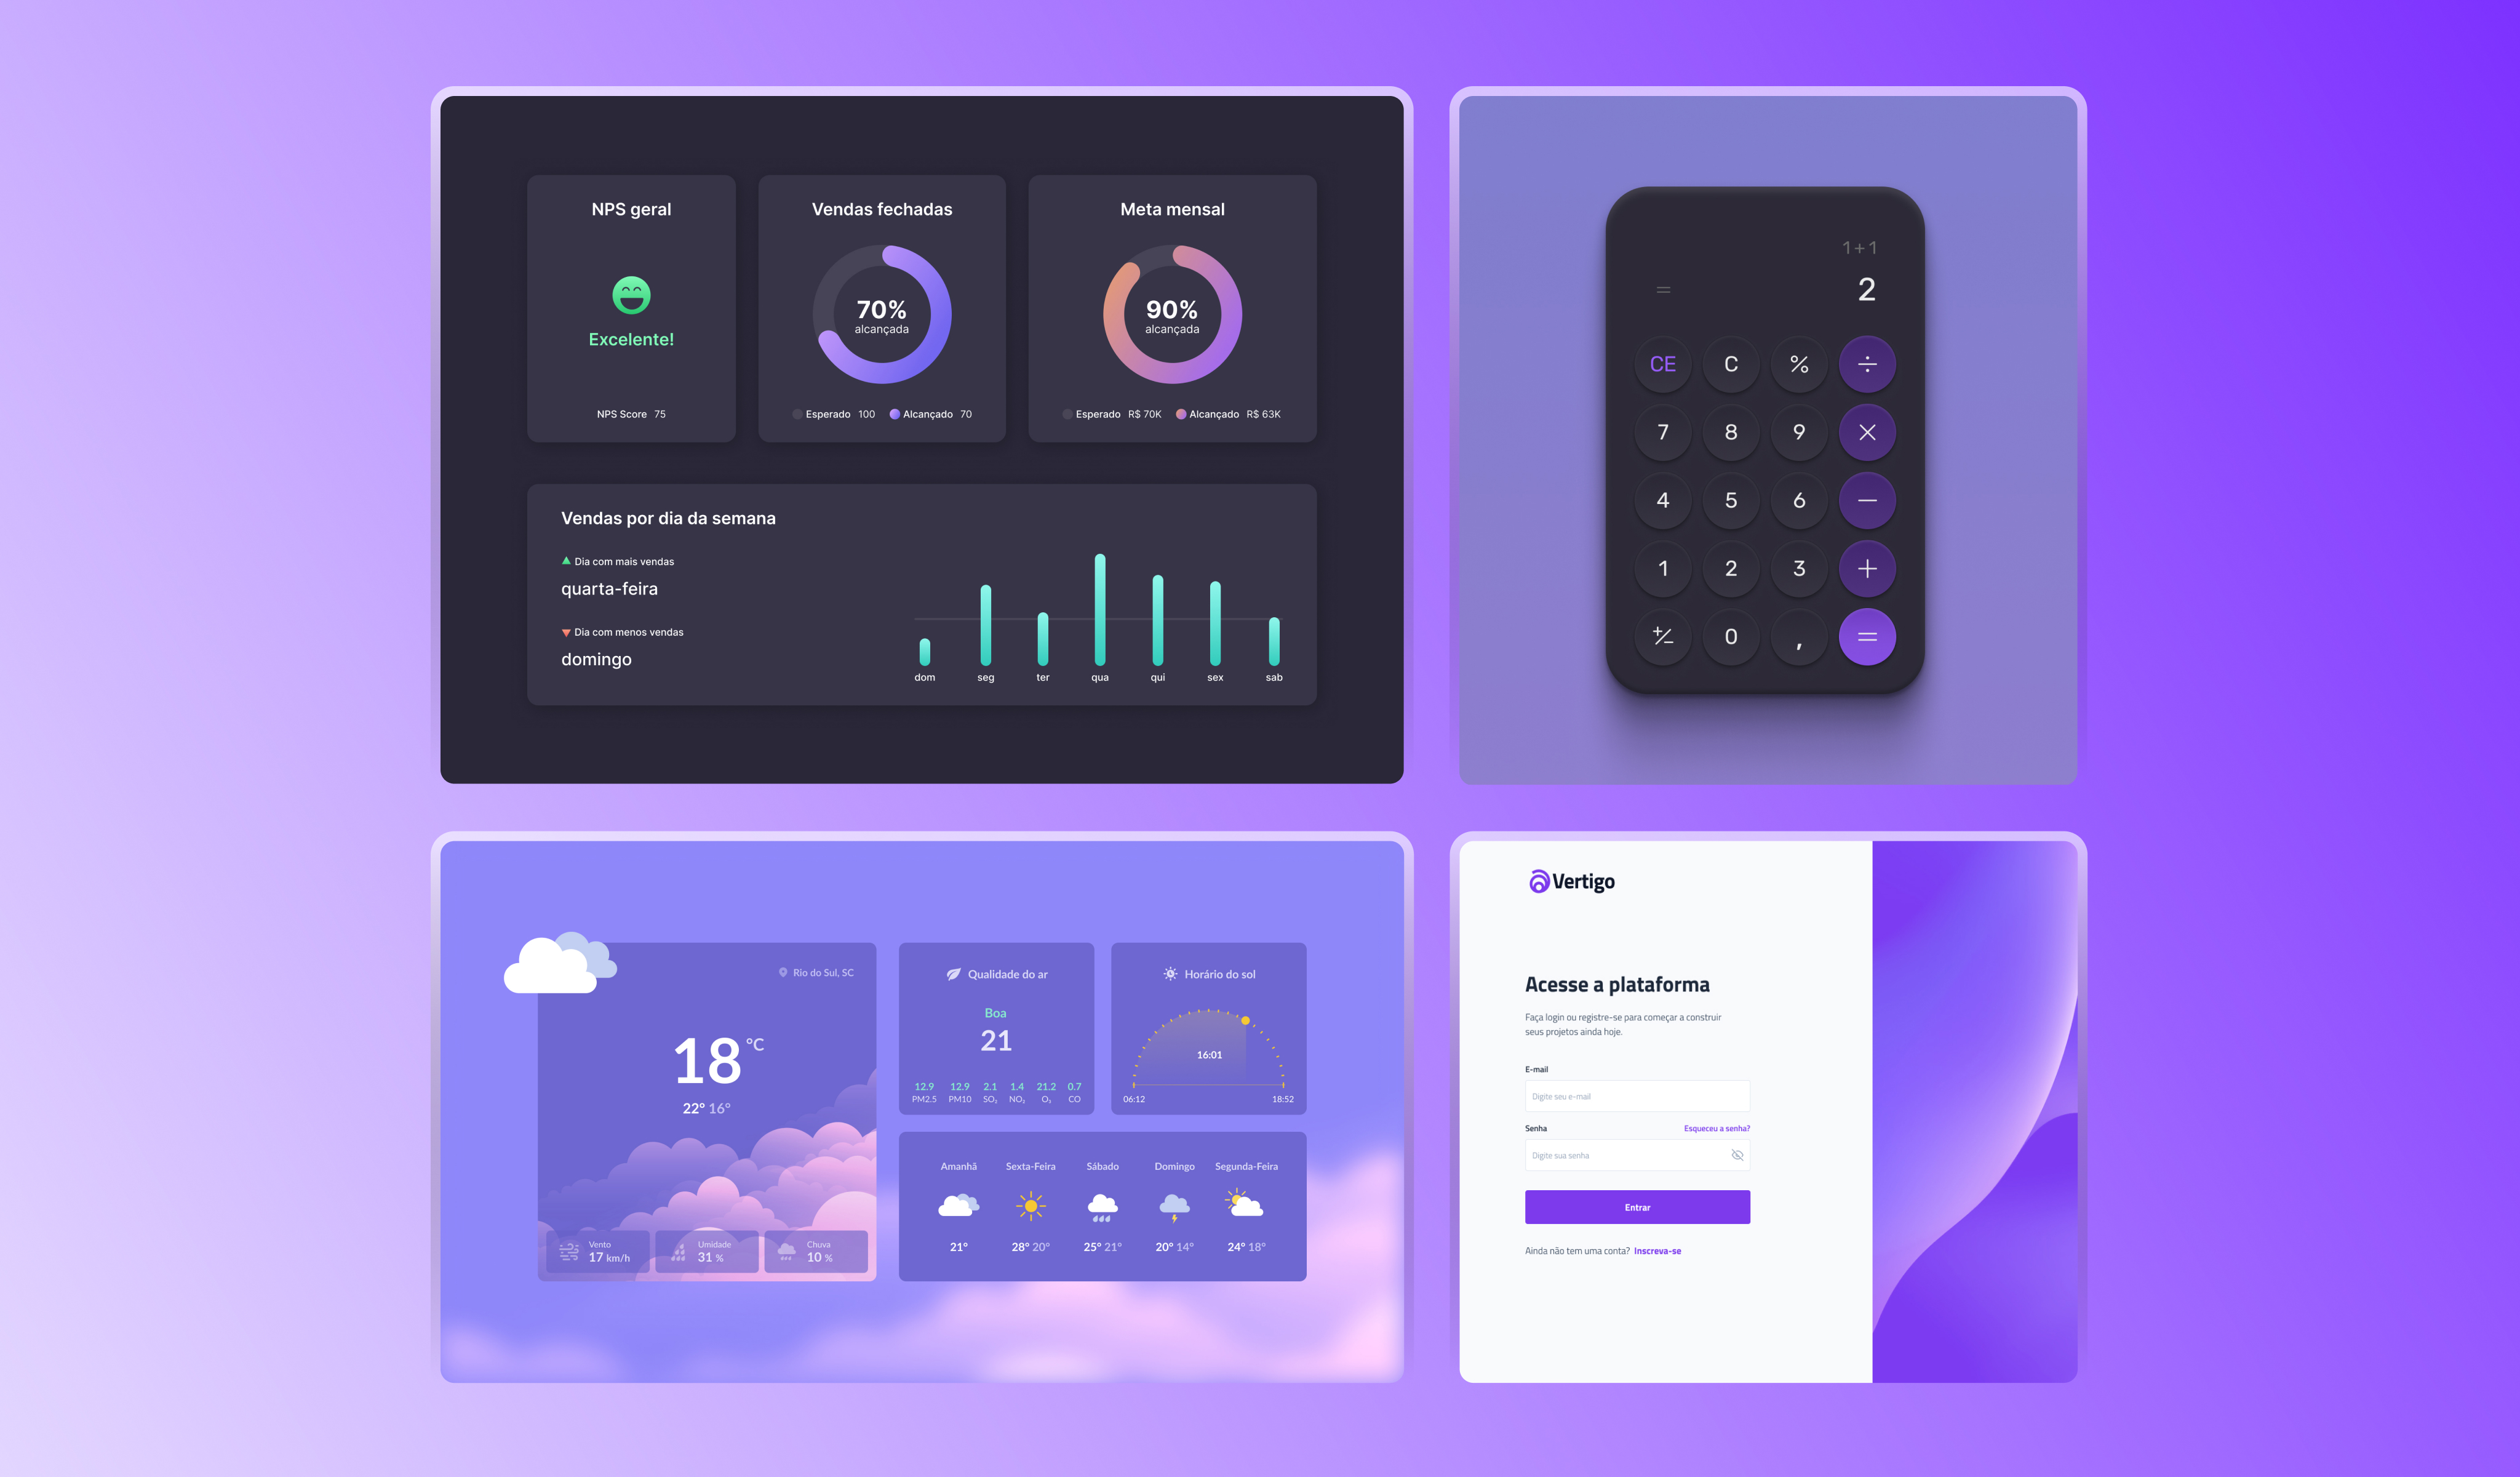 NPS geral
Excelente!
NPS Score 75
Vendas fechadas
70%
alcançada
Esperado 100 Alcançado 70
Meta mensal
90%
alcançada
Esperado R$ 70K Alcançado R$ 63K
Vendas por dia da semana
Dia com mais vendas
quarta-feira
Dia com menos vendas
domingo
dom seg ter qua qui sex sab
1+1
= 2
CE C % ÷
7 8 9 ×
4 5 6 −
1 2 3 +
+/− 0 , =
Rio do Sul, SC
18 °C
22° 16°
Vento
17 km/h
Umidade
31 %
Chuva
10 %
Qualidade do ar
Boa
21
12.9 12.9 2.1 1.4 21.2 0.7
PM2.5 PM10 SO₂ NO₂ O₃ CO
Horário do sol
16:01
06:12 18:52
Amanhã Sexta-Feira Sábado Domingo Segunda-Feira
21° 28° 20° 25° 21° 20° 14° 24° 18°
Vertigo
Acesse a plataforma
Faça login ou registre-se para começar a construir
seus projetos ainda hoje.
E-mail
Digite seu e-mail
Senha Esqueceu a senha?
Digite sua senha
Entrar
Ainda não tem uma conta? Inscreva-se